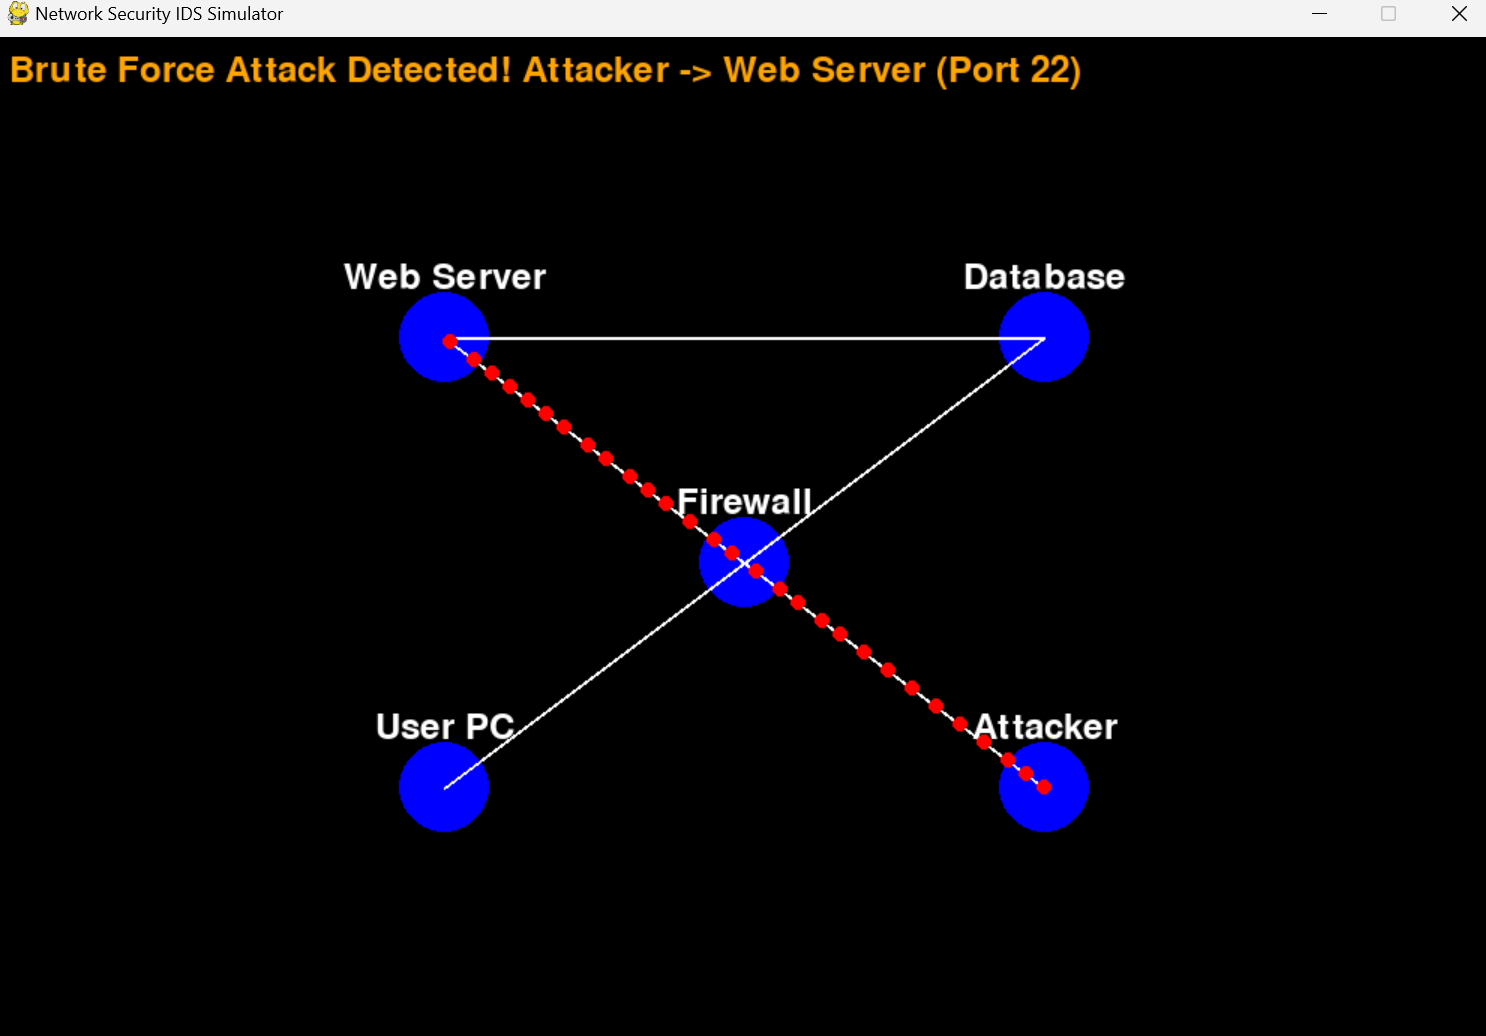 Network Security IDS Simulator
Brute Force Attack Detected! Attacker -> Web Server (Port 22)
Web Server
Database
Firewall
User PC
Attacker